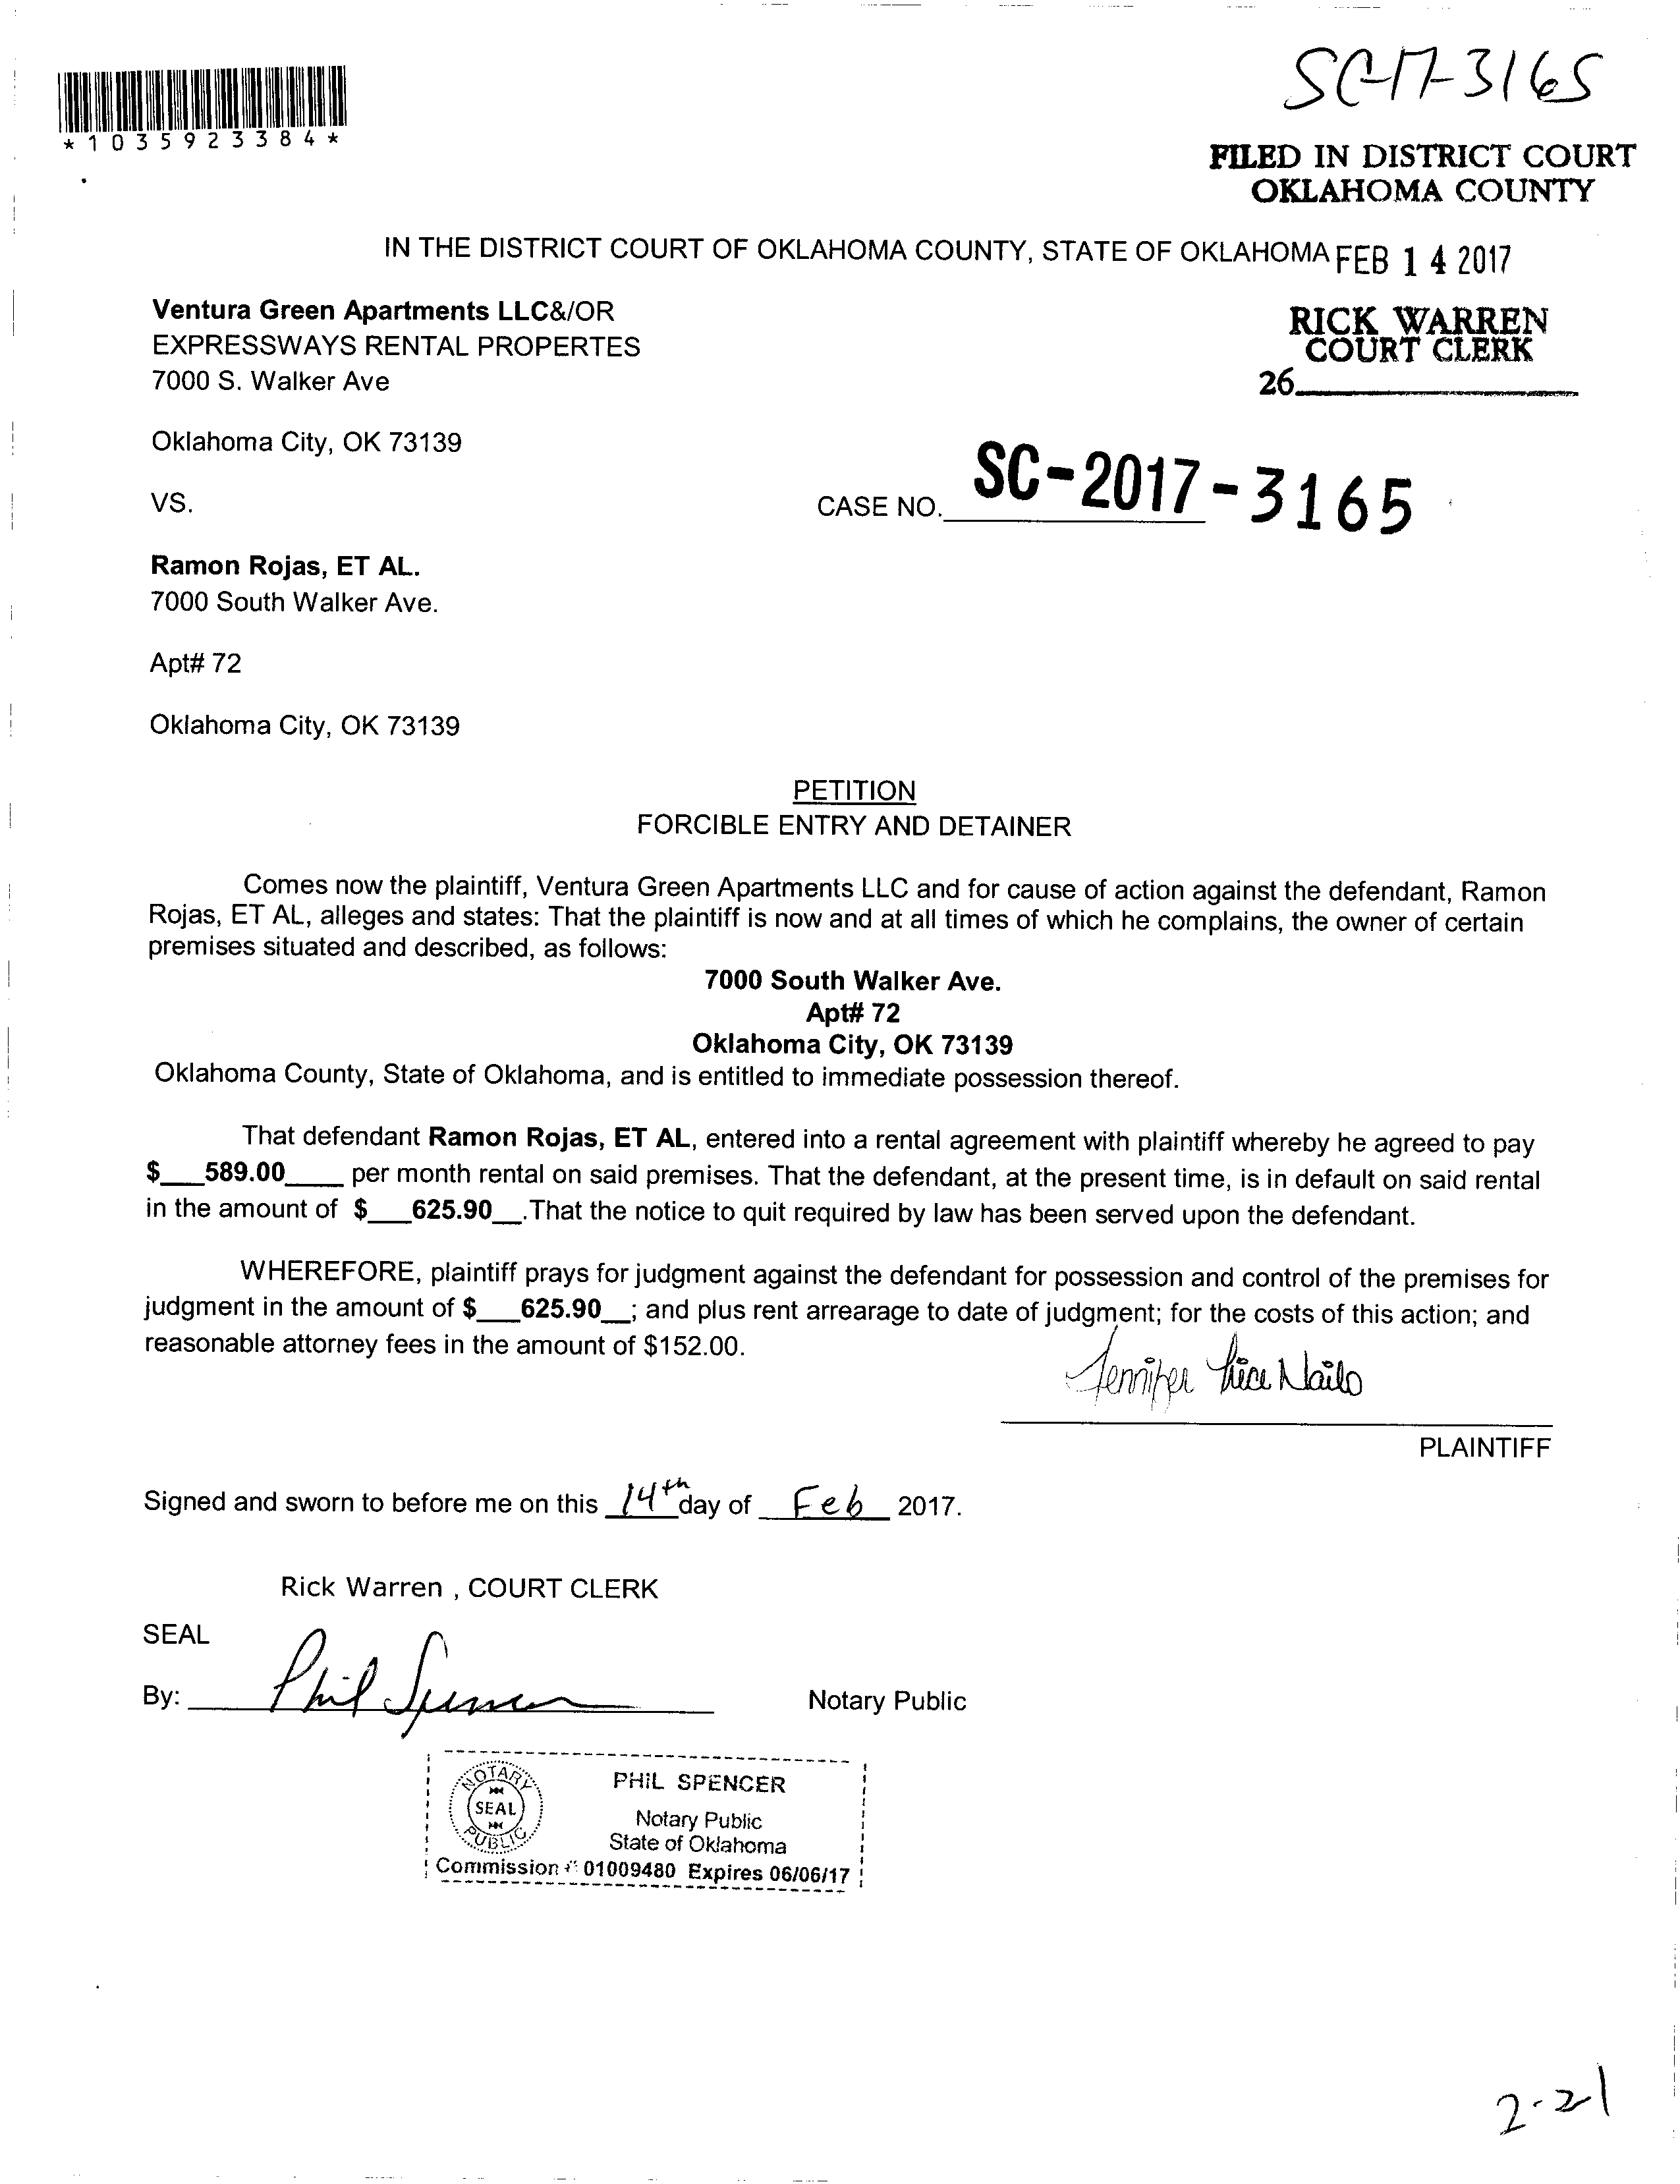 SC-17-3165
*1035923384*
FILED IN DISTRICT COURT
OKLAHOMA COUNTY
IN THE DISTRICT COURT OF OKLAHOMA COUNTY, STATE OF OKLAHOMA FEB 14 2017
Ventura Green Apartments LLC&/OR
EXPRESSWAYS RENTAL PROPERTES
7000 S. Walker Ave
RICK WARREN
COURT CLERK
26
Oklahoma City, OK 73139
VS.
CASE NO. SC-2017-3165
Ramon Rojas, ET AL.
7000 South Walker Ave.
Apt# 72
Oklahoma City, OK 73139
PETITION
FORCIBLE ENTRY AND DETAINER
Comes now the plaintiff, Ventura Green Apartments LLC and for cause of action against the defendant, Ramon
Rojas, ET AL, alleges and states: That the plaintiff is now and at all times of which he complains, the owner of certain
premises situated and described, as follows:
7000 South Walker Ave.
Apt# 72
Oklahoma City, OK 73139
Oklahoma County, State of Oklahoma, and is entitled to immediate possession thereof.
That defendant Ramon Rojas, ET AL, entered into a rental agreement with plaintiff whereby he agreed to pay
$___589.00____ per month rental on said premises. That the defendant, at the present time, is in default on said rental
in the amount of $___625.90__.That the notice to quit required by law has been served upon the defendant.
WHEREFORE, plaintiff prays for judgment against the defendant for possession and control of the premises for
judgment in the amount of $___625.90__; and plus rent arrearage to date of judgment; for the costs of this action; and
reasonable attorney fees in the amount of $152.00.
Jennifer
PLAINTIFF
Signed and sworn to before me on this 14th day of Feb 2017.
Rick Warren , COURT CLERK
SEAL
By: Phil Spencer Notary Public
NOTARY PUBLIC
SEAL
PHIL SPENCER
Notary Public
State of Oklahoma
Commission # 01009480 Expires 06/06/17
2-21